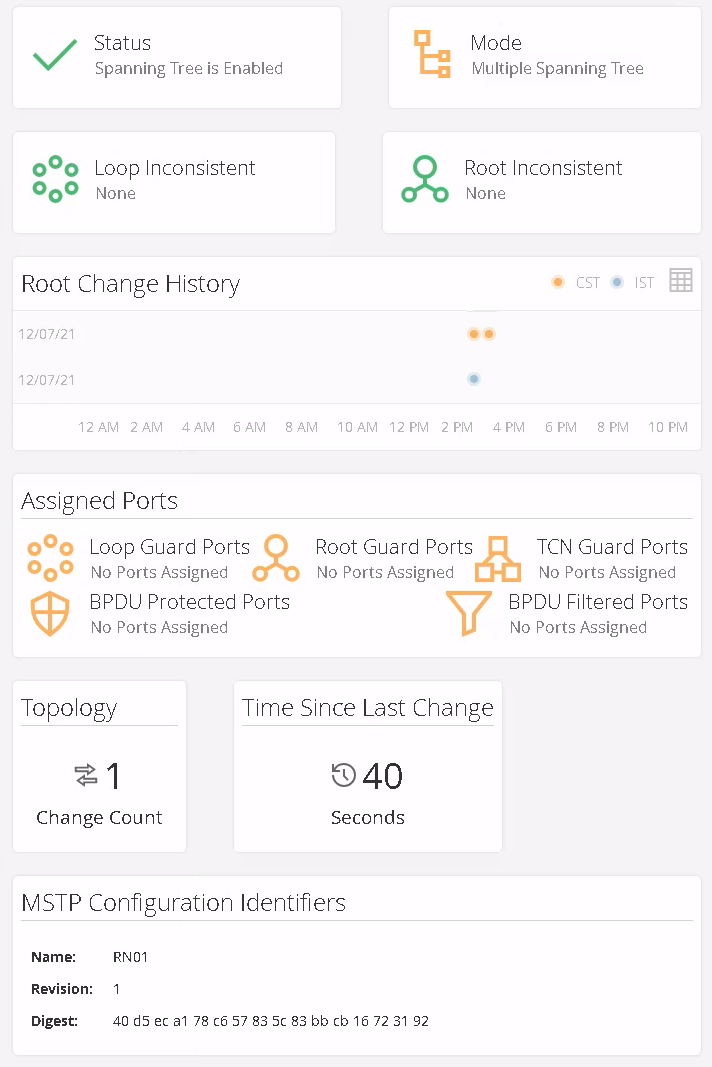 Status
Spanning Tree is Enabled
Mode
Multiple Spanning Tree
Loop Inconsistent
None
Root Inconsistent
None
Root Change History
CST IST
12/07/21
12/07/21
12 AM 2 AM 4 AM 6 AM 8 AM 10 AM 12 PM 2 PM 4 PM 6 PM 8 PM 10 PM
Assigned Ports
Loop Guard Ports
No Ports Assigned
Root Guard Ports
No Ports Assigned
TCN Guard Ports
No Ports Assigned
BPDU Protected Ports
No Ports Assigned
BPDU Filtered Ports
No Ports Assigned
Topology
1
Change Count
Time Since Last Change
40
Seconds
MSTP Configuration Identifiers
Name: RN01
Revision: 1
Digest: 40 d5 ec a1 78 c6 57 83 5c 83 bb cb 16 72 31 92